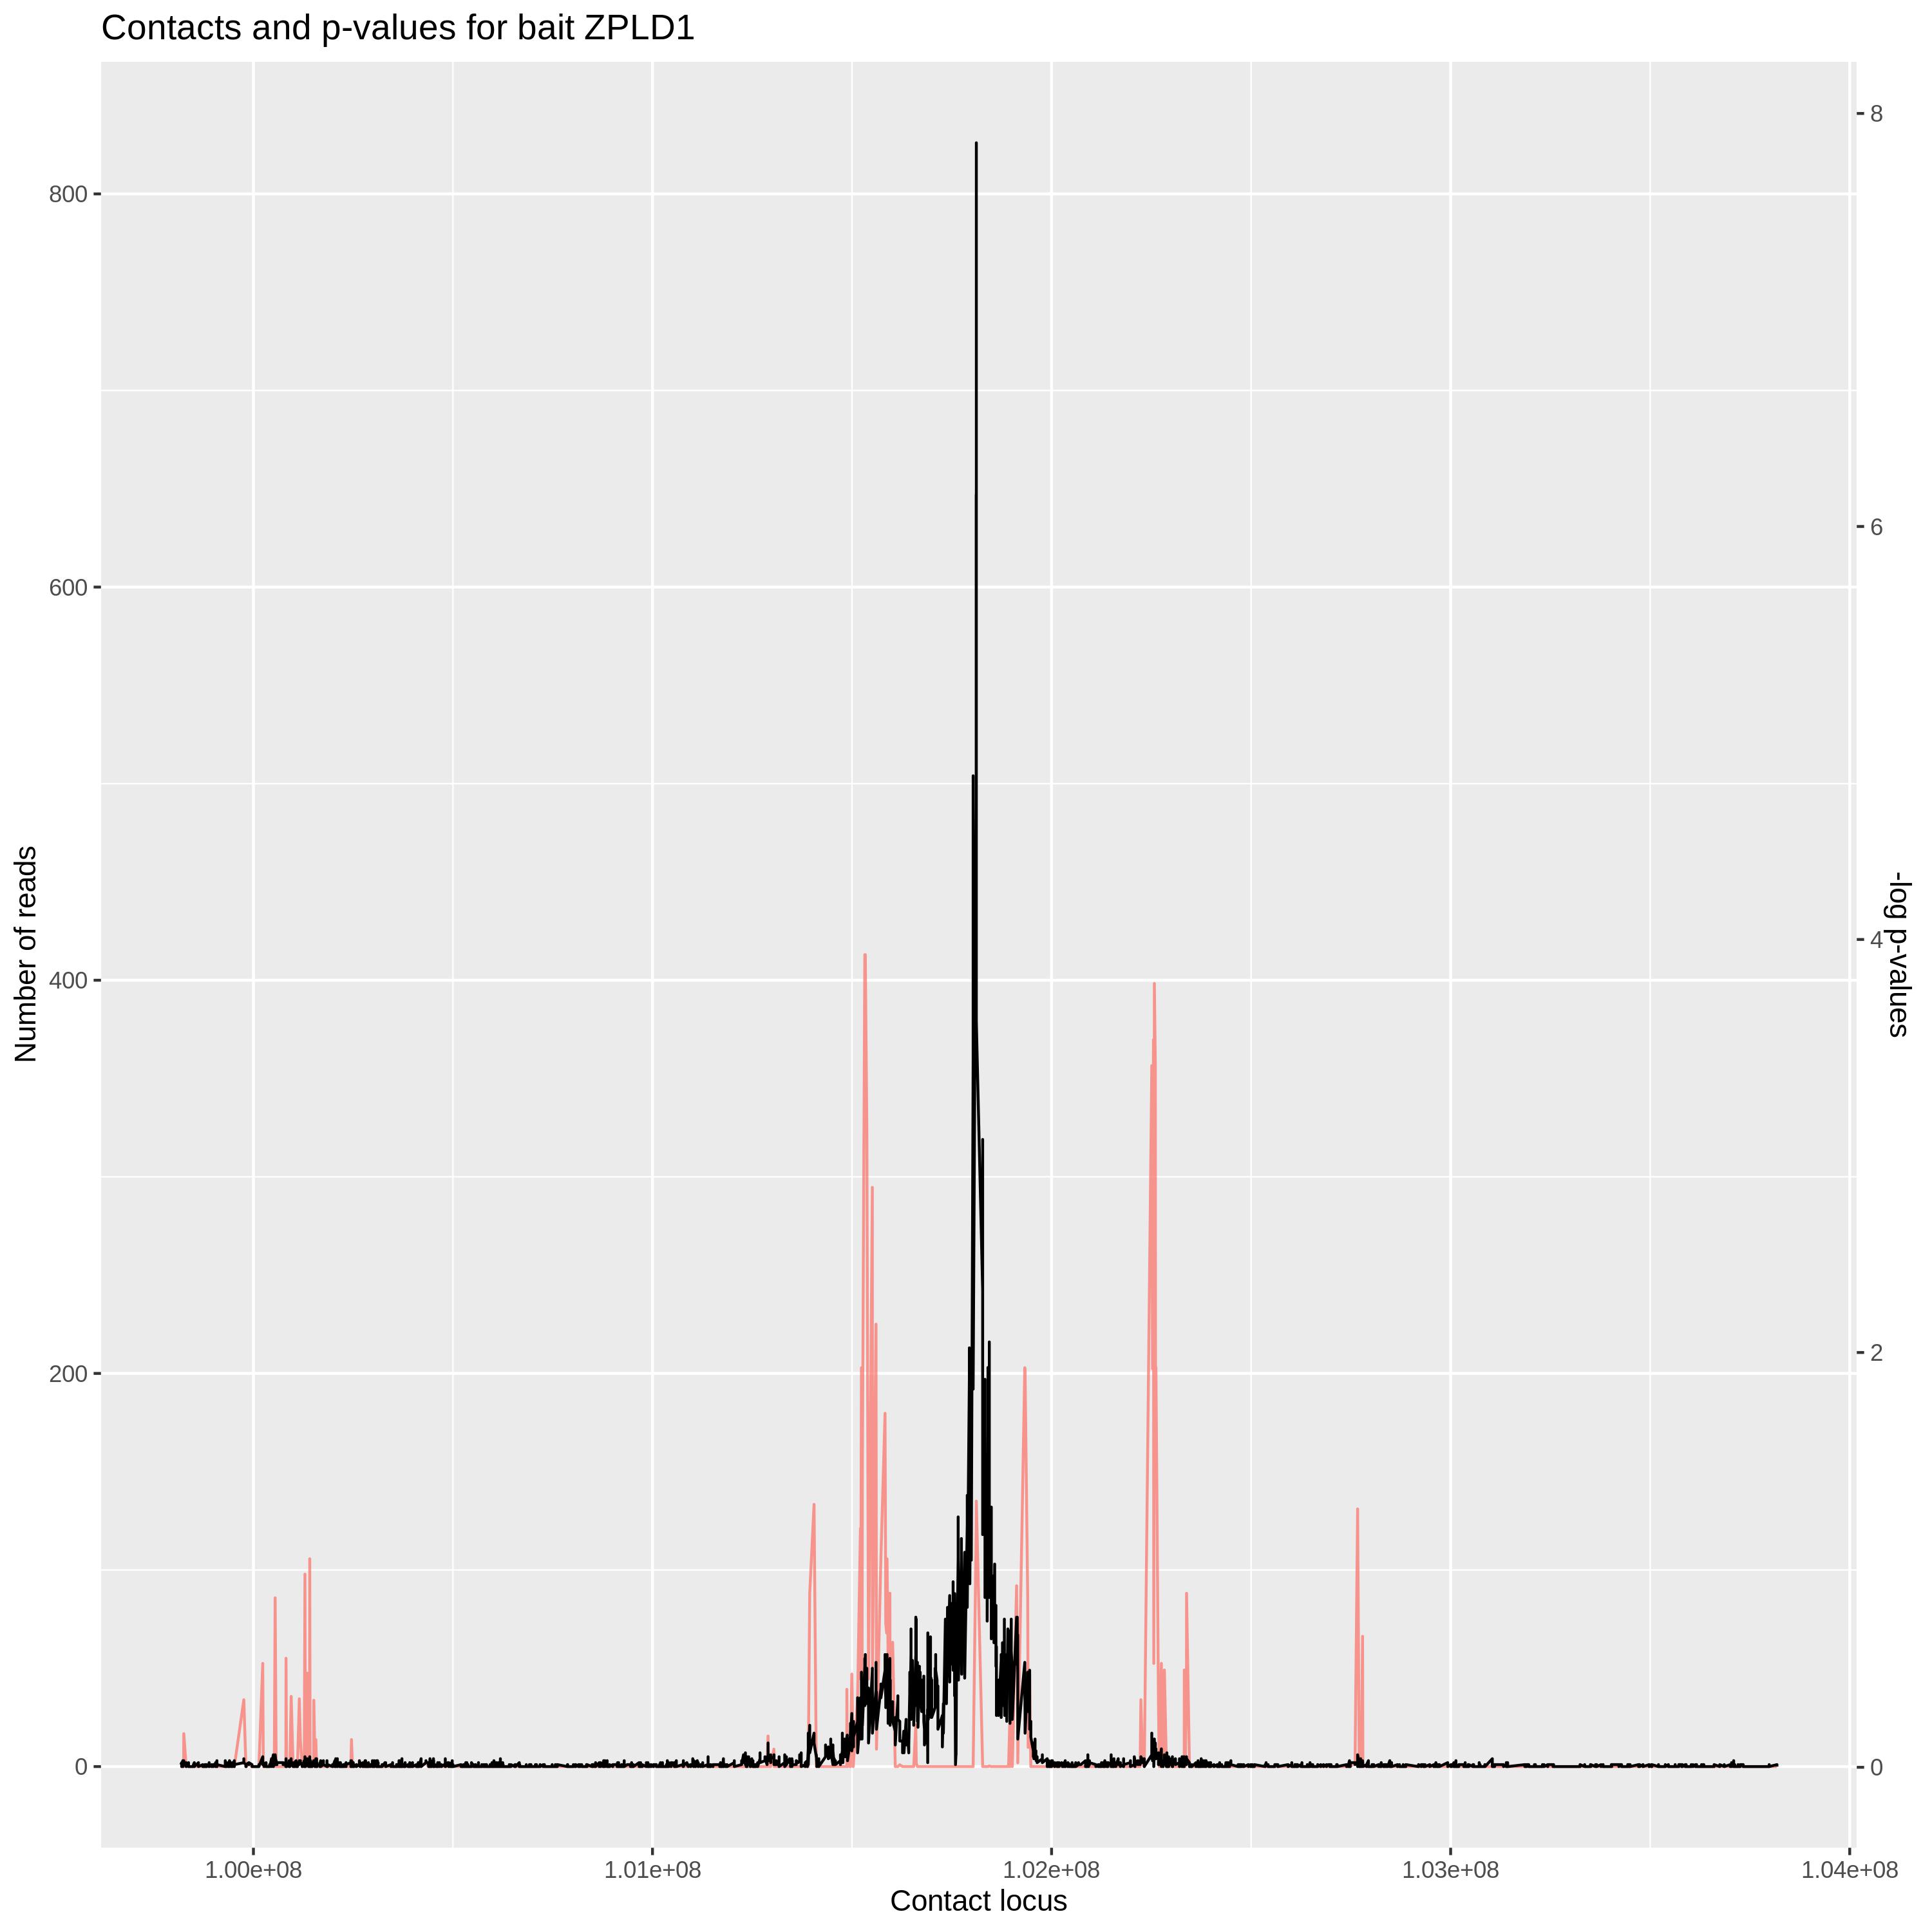 Contacts and p-values for bait ZPLD1
Number of reads
800
600
400
200
0
8
6
4
2
0
-log p-values
1.00e+08 1.01e+08 1.02e+08 1.03e+08 1.04e+08
Contact locus